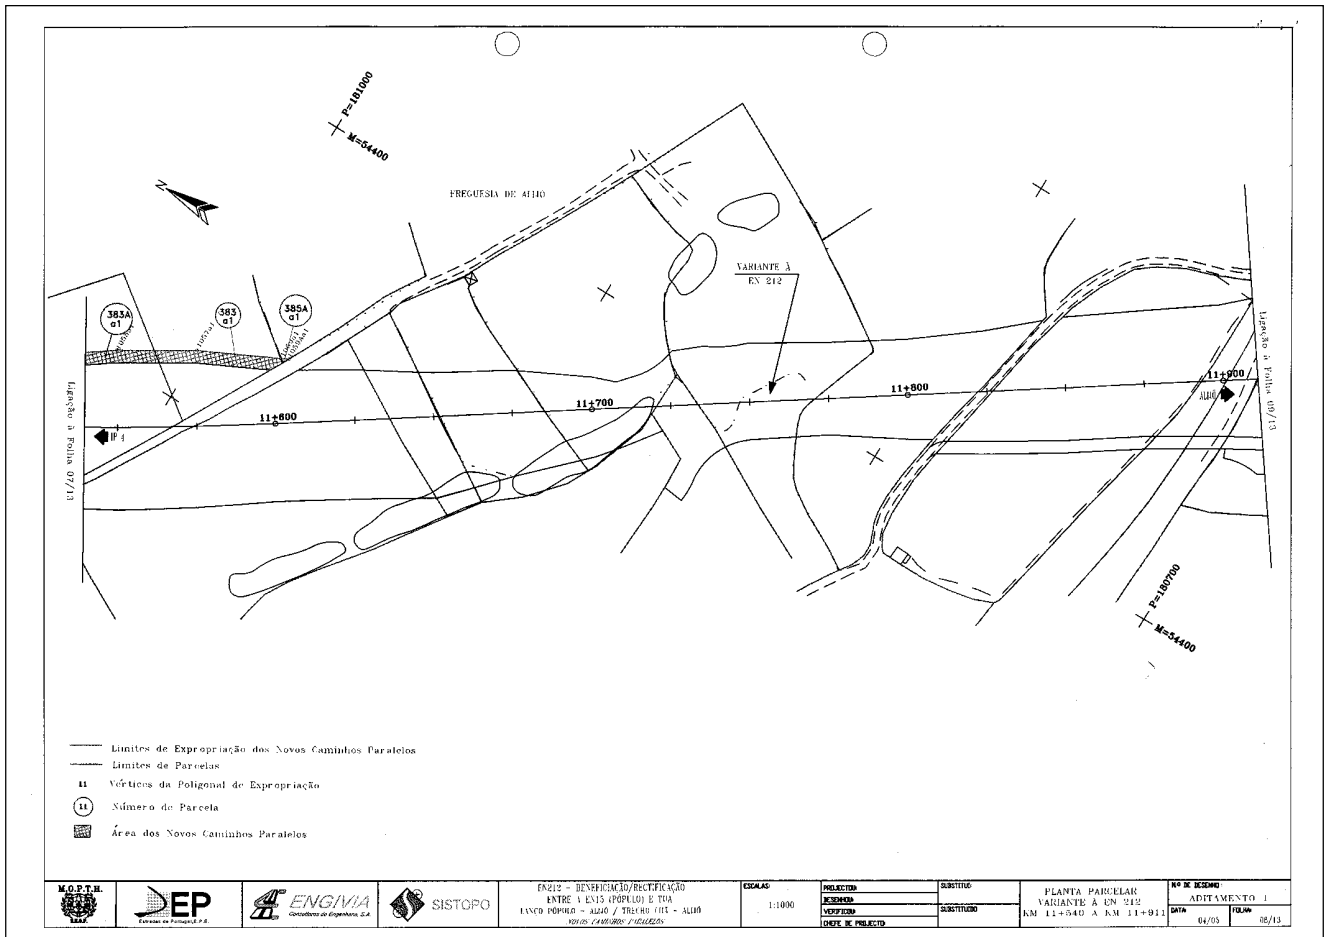 P=181000
M=54400
N
FREGUESIA DE ALIJÓ
VARIANTE À
EN 212
383A
a1
383
a1
385A
a1
1057a1
1059Aa1
11+600
11+700
11+800
11+900
IP 4
ALIJÓ
Ligação à Folha 07/13
Ligação à Folha 09/13
P=180700
M=54400
Limites de Expropriação dos Novos Caminhos Paralelos
Limites de Parcelas
11 Vértices da Poligonal de Expropriação
11 Número de Parcela
Área dos Novos Caminhos Paralelos
M.O.P.T.H.
EP
Estradas de Portugal, E.P.E.
ENGIVIA
Consultores de Engenharia, S.A.
SISTOPO
EN212 - BENEFICIAÇÃO/RECTIFICAÇÃO
ENTRE A EN15 (PÓPULO) E TUA
LANÇO PÓPULO - ALIJÓ / TRECHO - ALIJÓ
NOVOS CAMINHOS PARALELOS
ESCALAS:
1:1000
PROJECTOU:
DESENHOU:
VERIFICOU:
CHEFE DE PROJECTO:
SUBSTITUI:
SUBSTITUIDO:
PLANTA PARCELAR
VARIANTE À EN 212
KM 11+540 A KM 11+911
Nº DE DESENHO:
ADITAMENTO 1
DATA:
04/05
FOLHA:
08/13